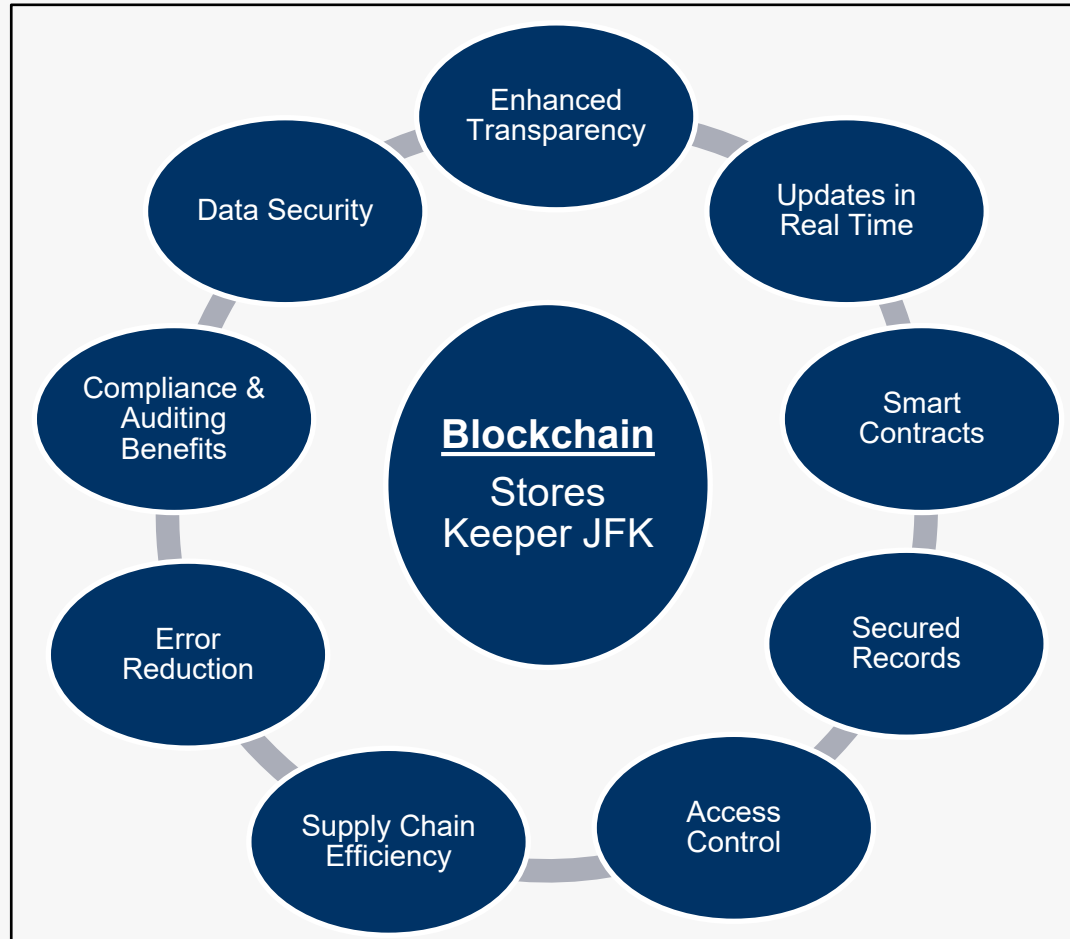 Enhanced
Transparency
Updates in
Real Time
Smart
Contracts
Secured
Records
Access
Control
Supply Chain
Efficiency
Error
Reduction
Compliance &
Auditing
Benefits
Data Security
Blockchain
Stores
Keeper JFK